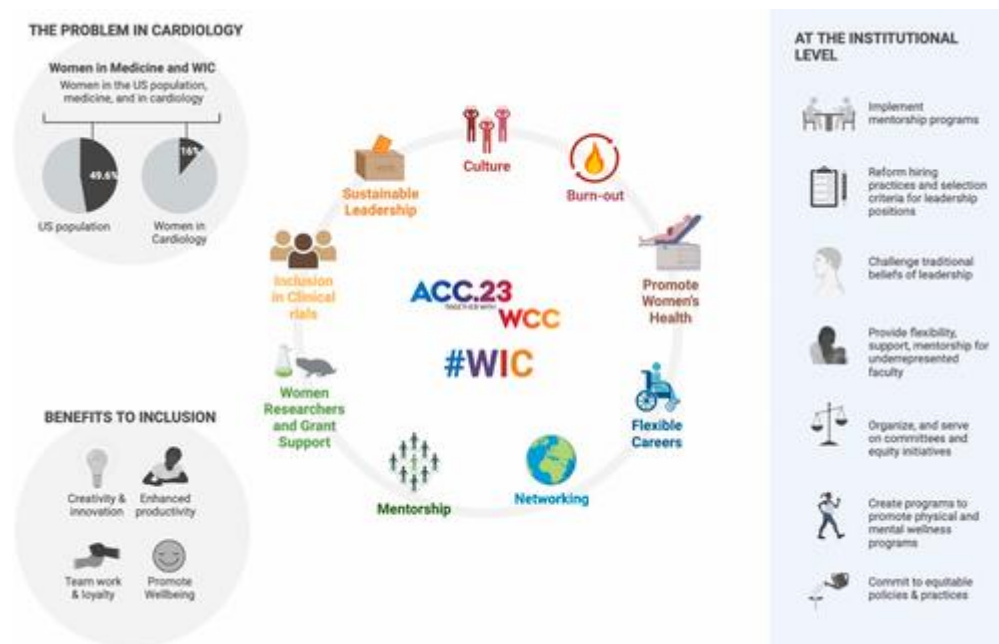 THE PROBLEM IN CARDIOLOGY
Women in Medicine and WIC
Women in the US population,
medicine, and in cardiology
49.6%
16%
US population
Women in
Cardiology
BENEFITS TO INCLUSION
Creativity &
innovation
Enhanced
productivity
Team work
& loyalty
Promote
Wellbeing
Culture
Burn-out
Promote
Women's
Health
Flexible
Careers
Networking
Mentorship
Women
Researchers
and Grant
Support
Inclusion
in Clinical
rials
Sustainable
Leadership
ACC.23
TOGETHER WITH
WCC
#WIC
AT THE INSTITUTIONAL
LEVEL
Implement
mentorship programs
Reform hiring
practices and selection
criteria for leadership
positions
Challenge traditional
beliefs of leadership
Provide flexibility,
support, mentorship for
underrepresented
faculty
Organize, and serve
on committees and
equity initiatives
Create programs to
promote physical and
mental wellness
programs
Commit to equitable
policies & practices